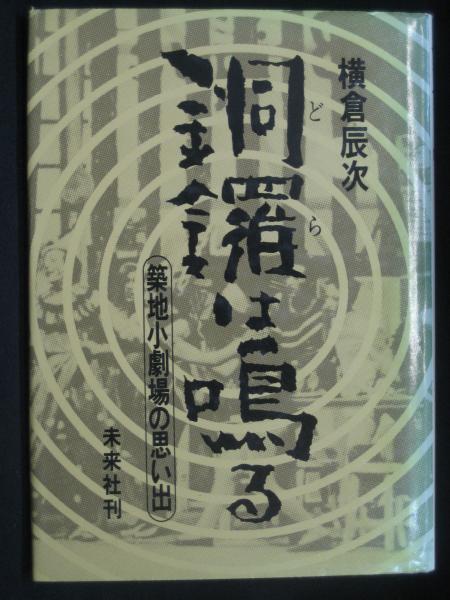 横倉辰次
どら
銅鑼は鳴る
築地小劇場の思い出
未来社刊